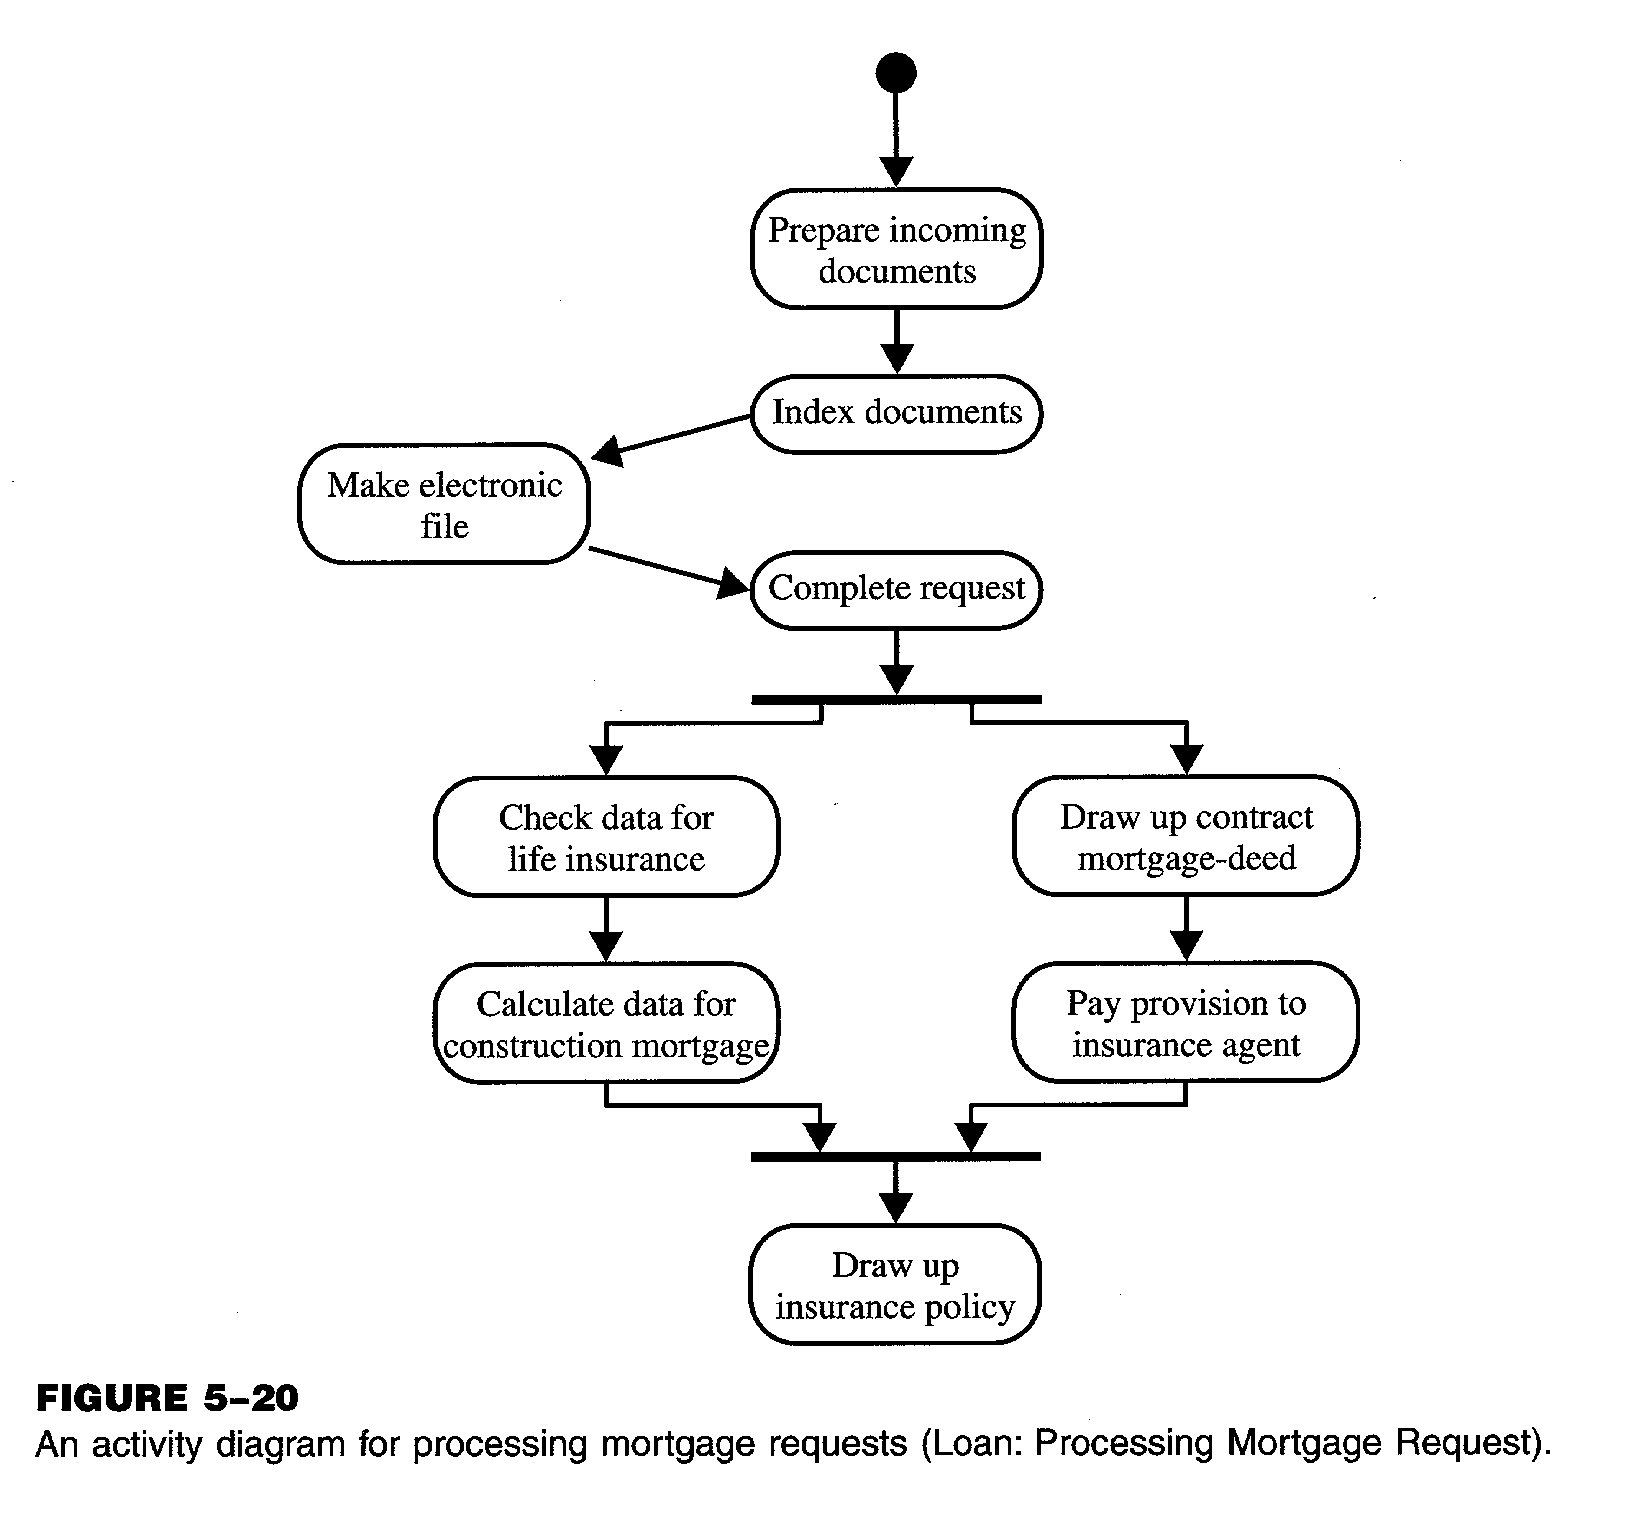 Prepare incoming
documents
Index documents
Make electronic
file
Complete request
Check data for
life insurance
Draw up contract
mortgage-deed
Calculate data for
construction mortgage
Pay provision to
insurance agent
Draw up
insurance policy
FIGURE 5–20
An activity diagram for processing mortgage requests (Loan: Processing Mortgage Request).